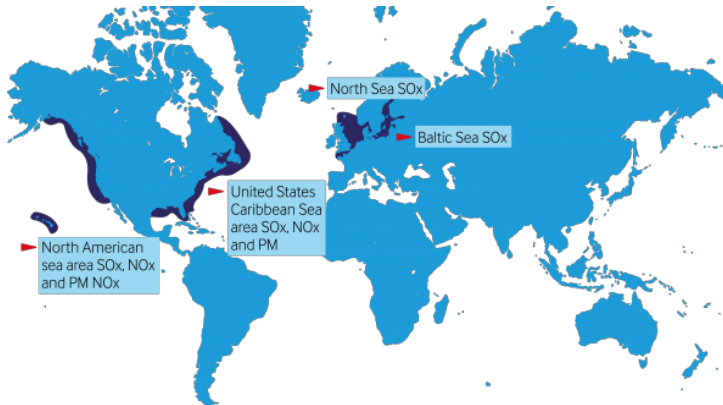 North Sea SOx
Baltic Sea SOx
United States
Caribbean Sea
area SOx, NOx
and PM
North American
sea area SOx, NOx
and PM NOx